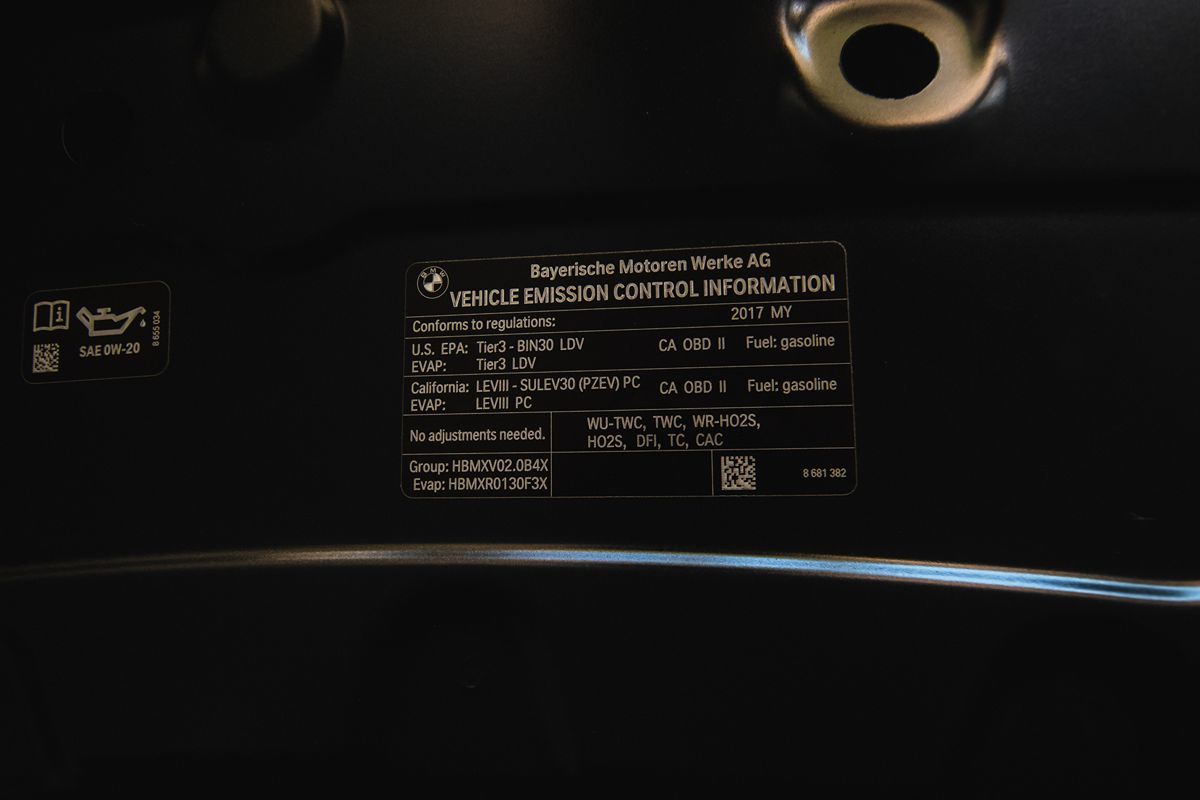 BMW
Bayerische Motoren Werke AG
VEHICLE EMISSION CONTROL INFORMATION
Conforms to regulations: 2017 MY
U.S. EPA: Tier3 - BIN30 LDV CA OBD II Fuel: gasoline
EVAP: Tier3 LDV
California: LEVIII - SULEV30 (PZEV) PC CA OBD II Fuel: gasoline
EVAP: LEVIII PC
No adjustments needed.
WU-TWC, TWC, WR-HO2S,
HO2S, DFI, TC, CAC
Group: HBMXV02.0B4X
Evap: HBMXR0130F3X
8 681 382
i
SAE 0W-20
8 655 034